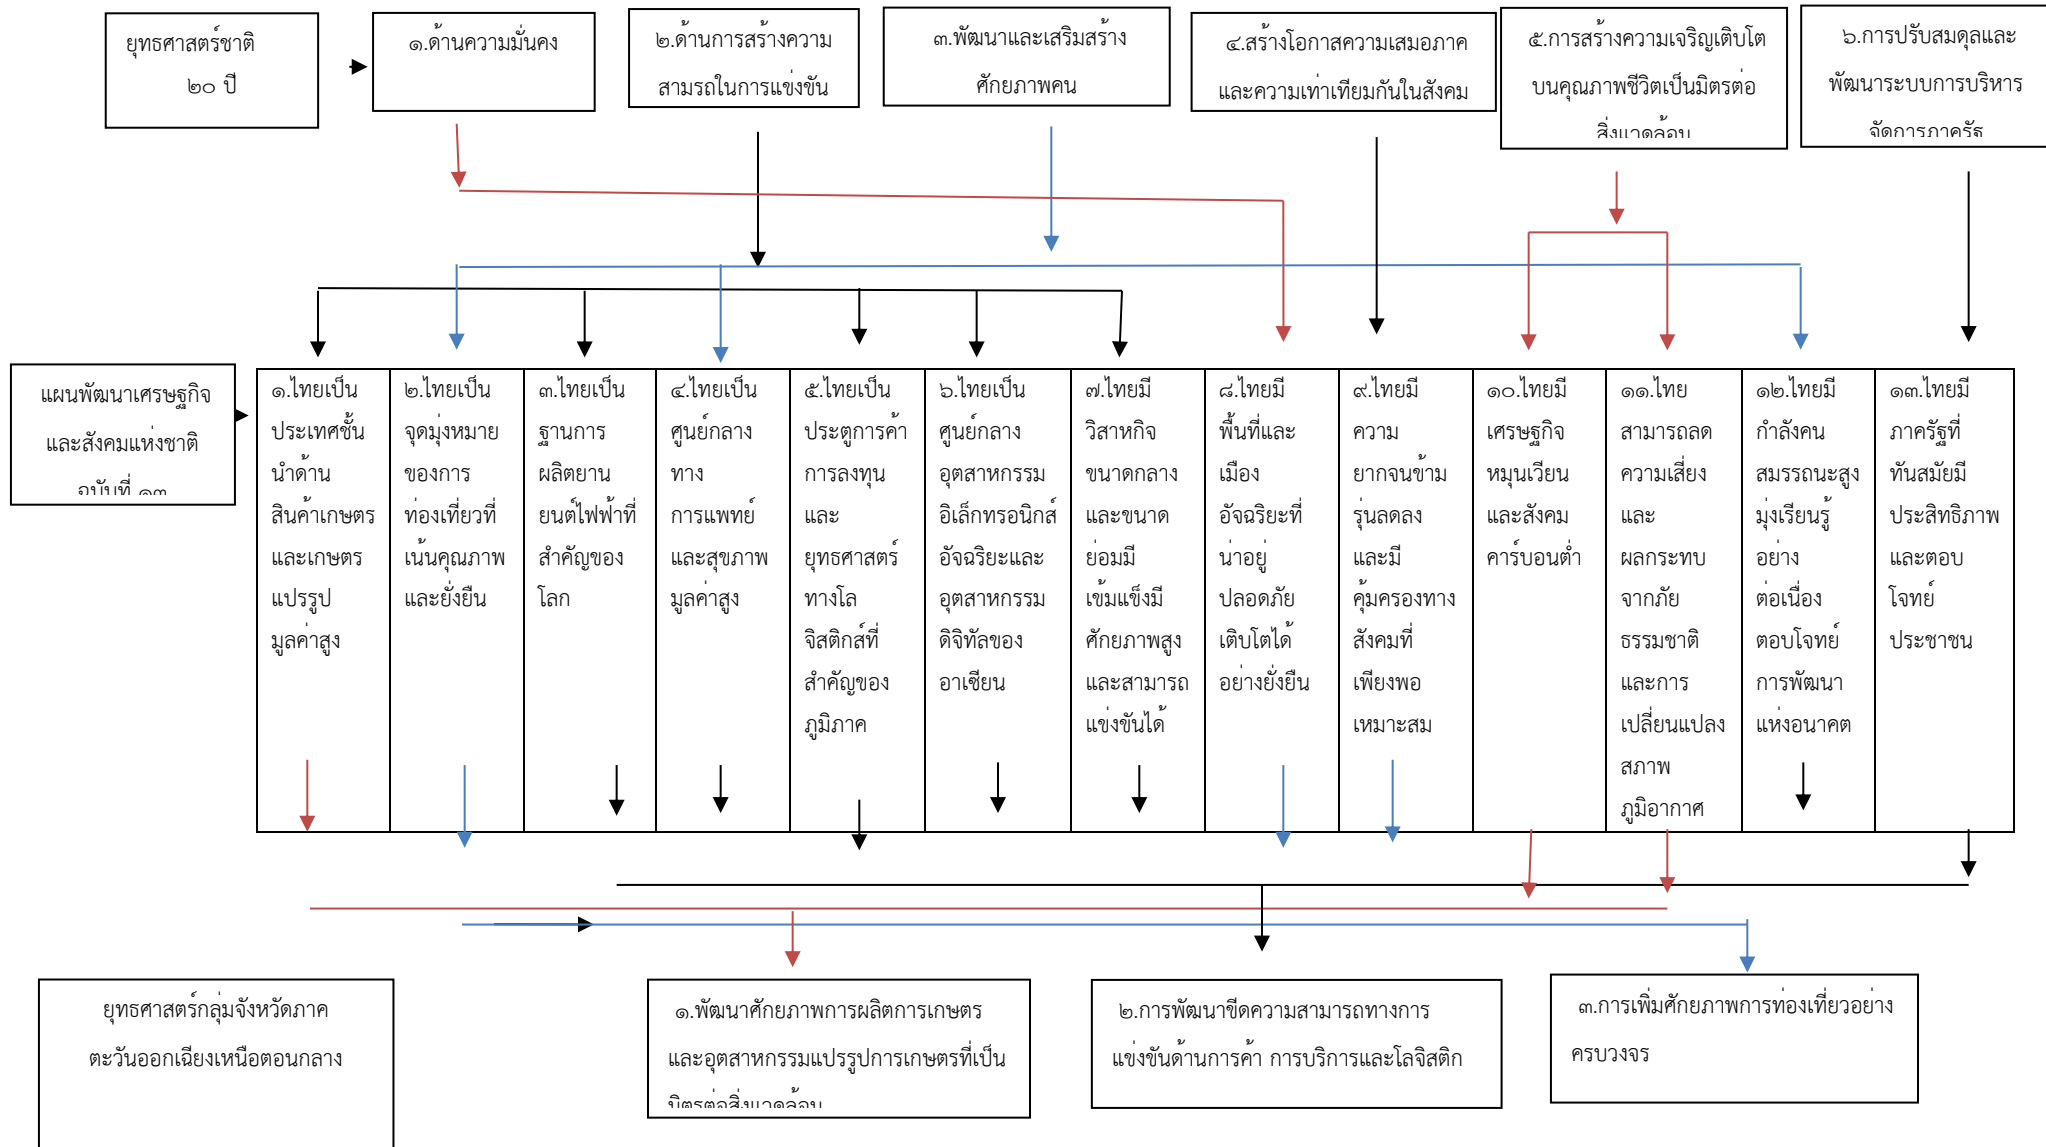 ยุทธศาสตร์ชาติ
๒๐ ปี
๑.ด้านความมั่นคง
๒.ด้านการสร้างความ
สามรถในการแข่งขัน
๓.พัฒนาและเสริมสร้าง
ศักยภาพคน
๔.สร้างโอกาสความเสมอภาค
และความเท่าเทียมกันในสังคม
๕.การสร้างความเจริญเติบโต
บนคุณภาพชีวิตเป็นมิตรต่อ
สิ่งแวดล้อม
๖.การปรับสมดุลและ
พัฒนาระบบการบริหาร
จัดการภาครัฐ
แผนพัฒนาเศรษฐกิจ
และสังคมแห่งชาติ
ฉบับที่ ๑๓
๑.ไทยเป็น
ประเทศชั้น
นำด้าน
สินค้าเกษตร
และเกษตร
แปรรูป
มูลค่าสูง
๒.ไทยเป็น
จุดมุ่งหมาย
ของการ
ท่องเที่ยวที่
เน้นคุณภาพ
และยั่งยืน
๓.ไทยเป็น
ฐานการ
ผลิตยาน
ยนต์ไฟฟ้าที่
สำคัญของ
โลก
๔.ไทยเป็น
ศูนย์กลาง
ทาง
การแพทย์
และสุขภาพ
มูลค่าสูง
๕.ไทยเป็น
ประตูการค้า
การลงทุน
และ
ยุทธศาสตร์
ทางโล
จิสติกส์ที่
สำคัญของ
ภูมิภาค
๖.ไทยเป็น
ศูนย์กลาง
อุตสาหกรรม
อิเล็กทรอนิกส์
อัจฉริยะและ
อุตสาหกรรม
ดิจิทัลของ
อาเซียน
๗.ไทยมี
วิสาหกิจ
ขนาดกลาง
และขนาด
ย่อมมี
เข้มแข็งมี
ศักยภาพสูง
และสามารถ
แข่งขันได้
๘.ไทยมี
พื้นที่และ
เมือง
อัจฉริยะที่
น่าอยู่
ปลอดภัย
เติบโตได้
อย่างยั่งยืน
๙.ไทยมี
ความ
ยากจนข้าม
รุ่นลดลง
และมี
คุ้มครองทาง
สังคมที่
เพียงพอ
เหมาะสม
๑๐.ไทยมี
เศรษฐกิจ
หมุนเวียน
และสังคม
คาร์บอนต่ำ
๑๑.ไทย
สามารถลด
ความเสี่ยง
และ
ผลกระทบ
จากภัย
ธรรมชาติ
และการ
เปลี่ยนแปลง
สภาพ
ภูมิอากาศ
๑๒.ไทยมี
กำลังคน
สมรรถนะสูง
มุ่งเรียนรู้
อย่าง
ต่อเนื่อง
ตอบโจทย์
การพัฒนา
แห่งอนาคต
๑๓.ไทยมี
ภาครัฐที่
ทันสมัยมี
ประสิทธิภาพ
และตอบ
โจทย์
ประชาชน
ยุทธศาสตร์กลุ่มจังหวัดภาค
ตะวันออกเฉียงเหนือตอนกลาง
๑.พัฒนาศักยภาพการผลิตการเกษตร
และอุตสาหกรรมแปรรูปการเกษตรที่เป็น
มิตรต่อสิ่งแวดล้อม
๒.การพัฒนาขีดความสามารถทางการ
แข่งขันด้านการค้า การบริการและโลจิสติก
๓.การเพิ่มศักยภาพการท่องเที่ยวอย่าง
ครบวงจร